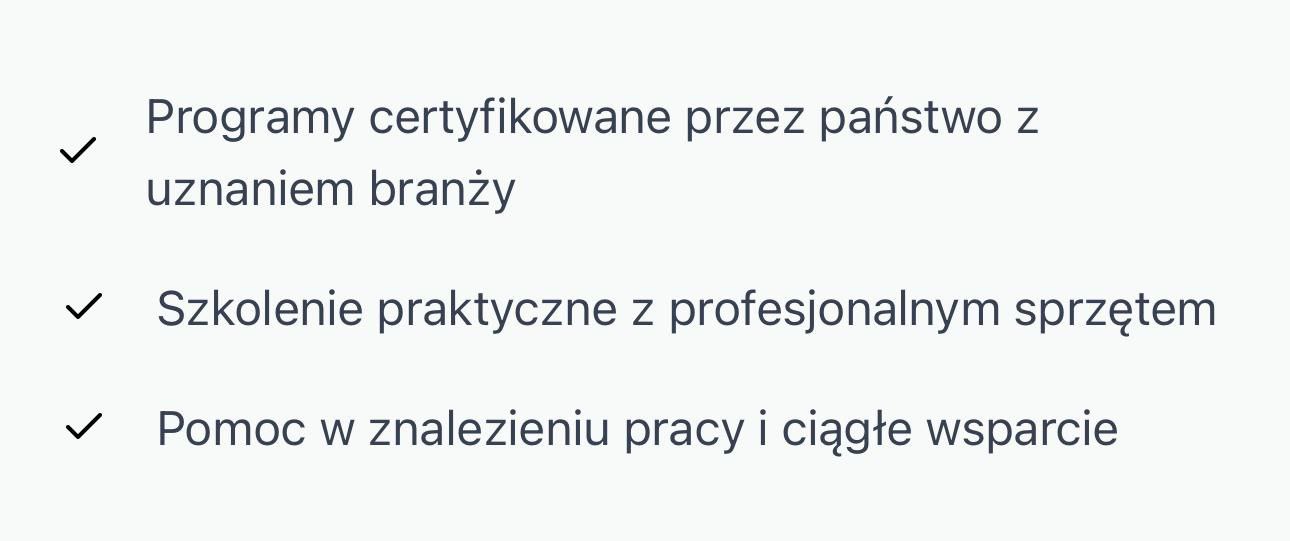 Programy certyfikowane przez państwo z
uznaniem branży
Szkolenie praktyczne z profesjonalnym sprzętem
Pomoc w znalezieniu pracy i ciągłe wsparcie